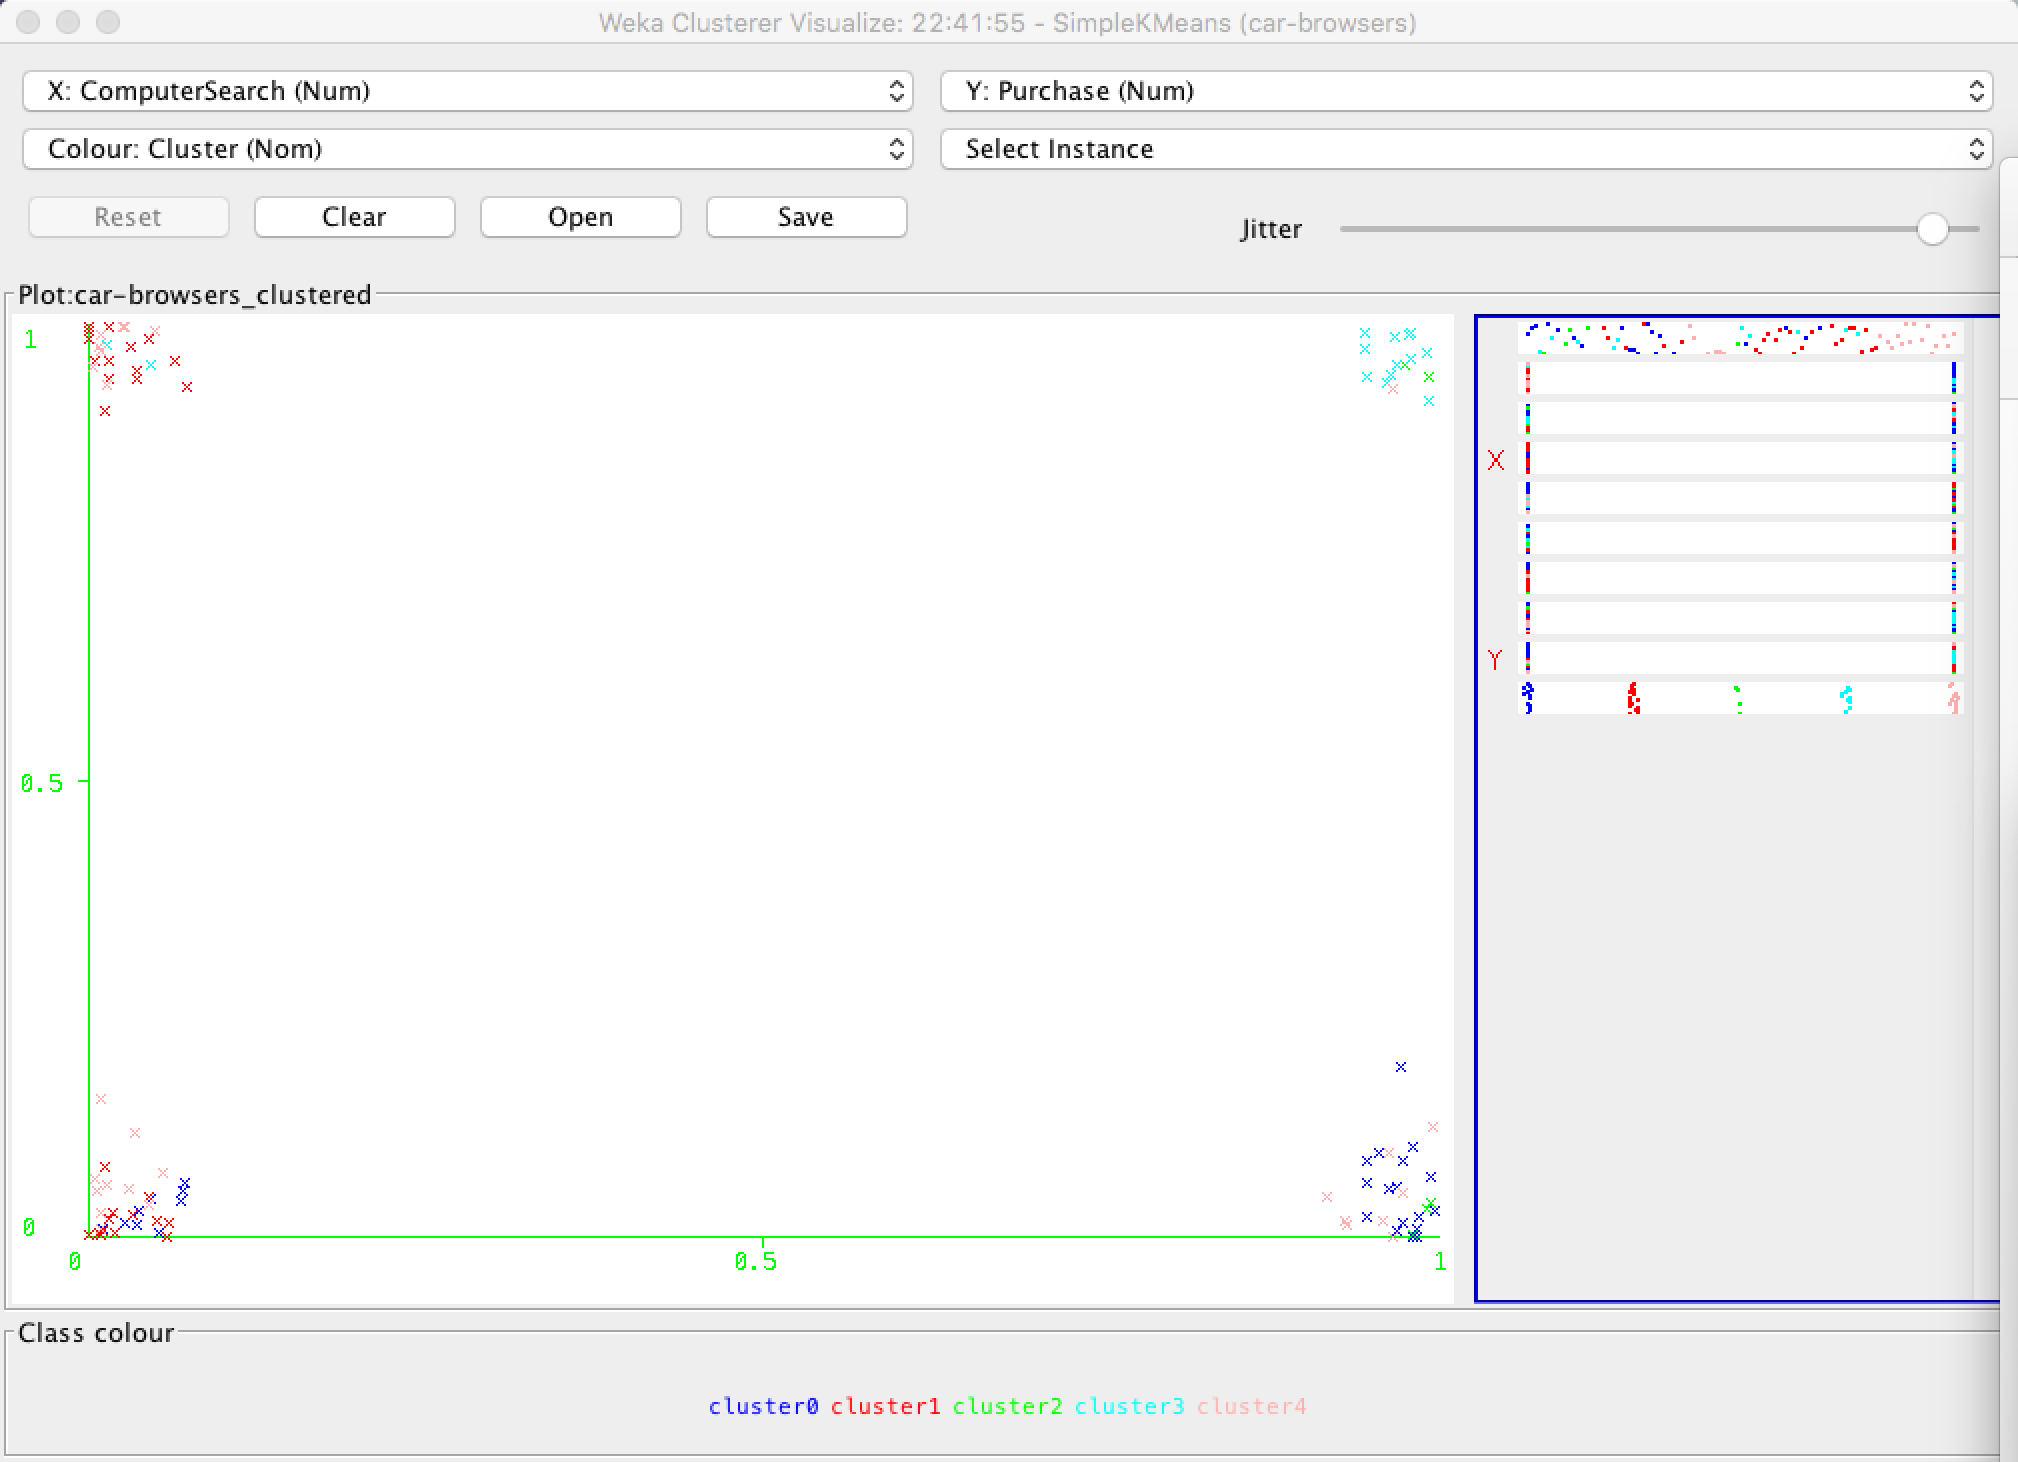 Weka Clusterer Visualize: 22:41:55 - SimpleKMeans (car-browsers)
X: ComputerSearch (Num) Y: Purchase (Num)
Colour: Cluster (Nom) Select Instance
Reset Clear Open Save Jitter
Plot:car-browsers_clustered
1
X
0.5
Y
0
0 0.5 1
Class colour
cluster0 cluster1 cluster2 cluster3 cluster4